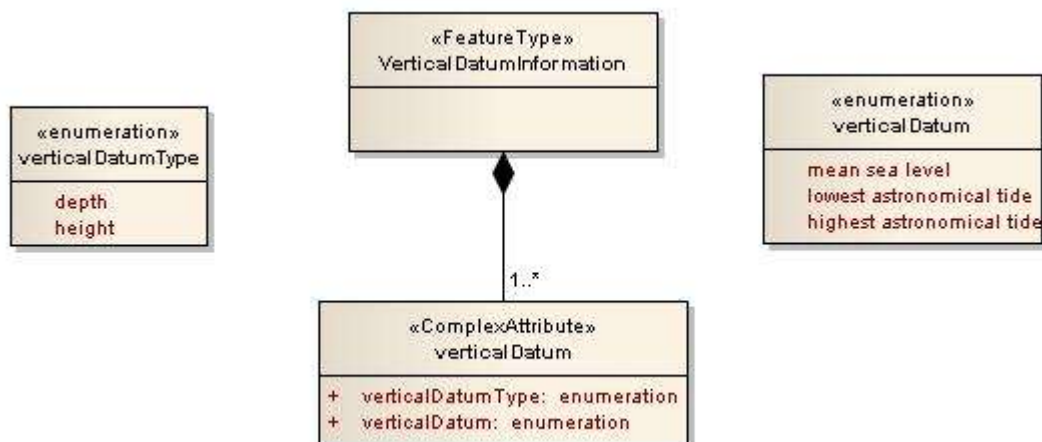 «FeatureType»
VerticalDatumInformation
«enumeration»
verticalDatumType
depth
height
«enumeration»
verticalDatum
mean sea level
lowest astronomical tide
highest astronomical tide
1..*
«ComplexAttribute»
verticalDatum
+ verticalDatumType: enumeration
+ verticalDatum: enumeration